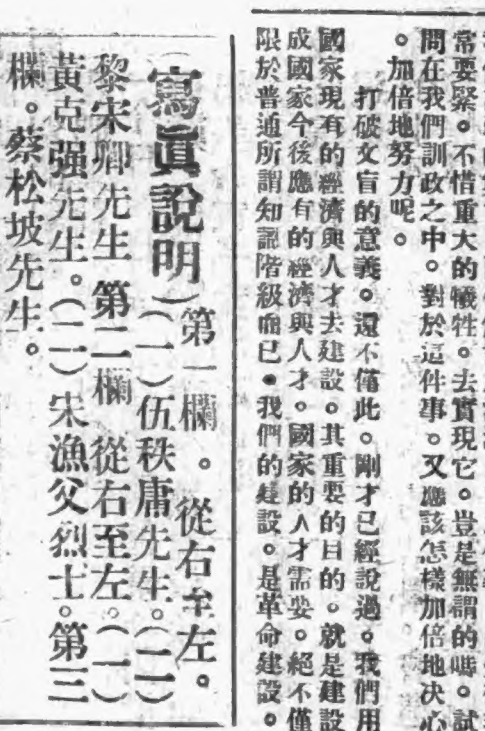 常要緊。不惜重大的犧牲。去實現它。豈是無謂的嗎。試
問在我們訓政之中。對於這件事。又應該怎樣加倍地决心
。加倍地努力呢。
打破文盲的意義。還不僅此。剛才已經說過。我們用
國家現有的經濟與人才去建設。其重要的目的。就是建設
成國家今後應有的經濟與人才。國家的人才需要。絕不僅
限於普通所謂知識階級而已。我們的建設。是革命建設。
寫眞說明）第一欄。從右至左。
（一）伍秩庸先生。（二）
黎宋卿先生 第二欄 從右至左。（一）
黃克强先生。（二）宋漁父烈士。第三
欄。蔡松坡先生。